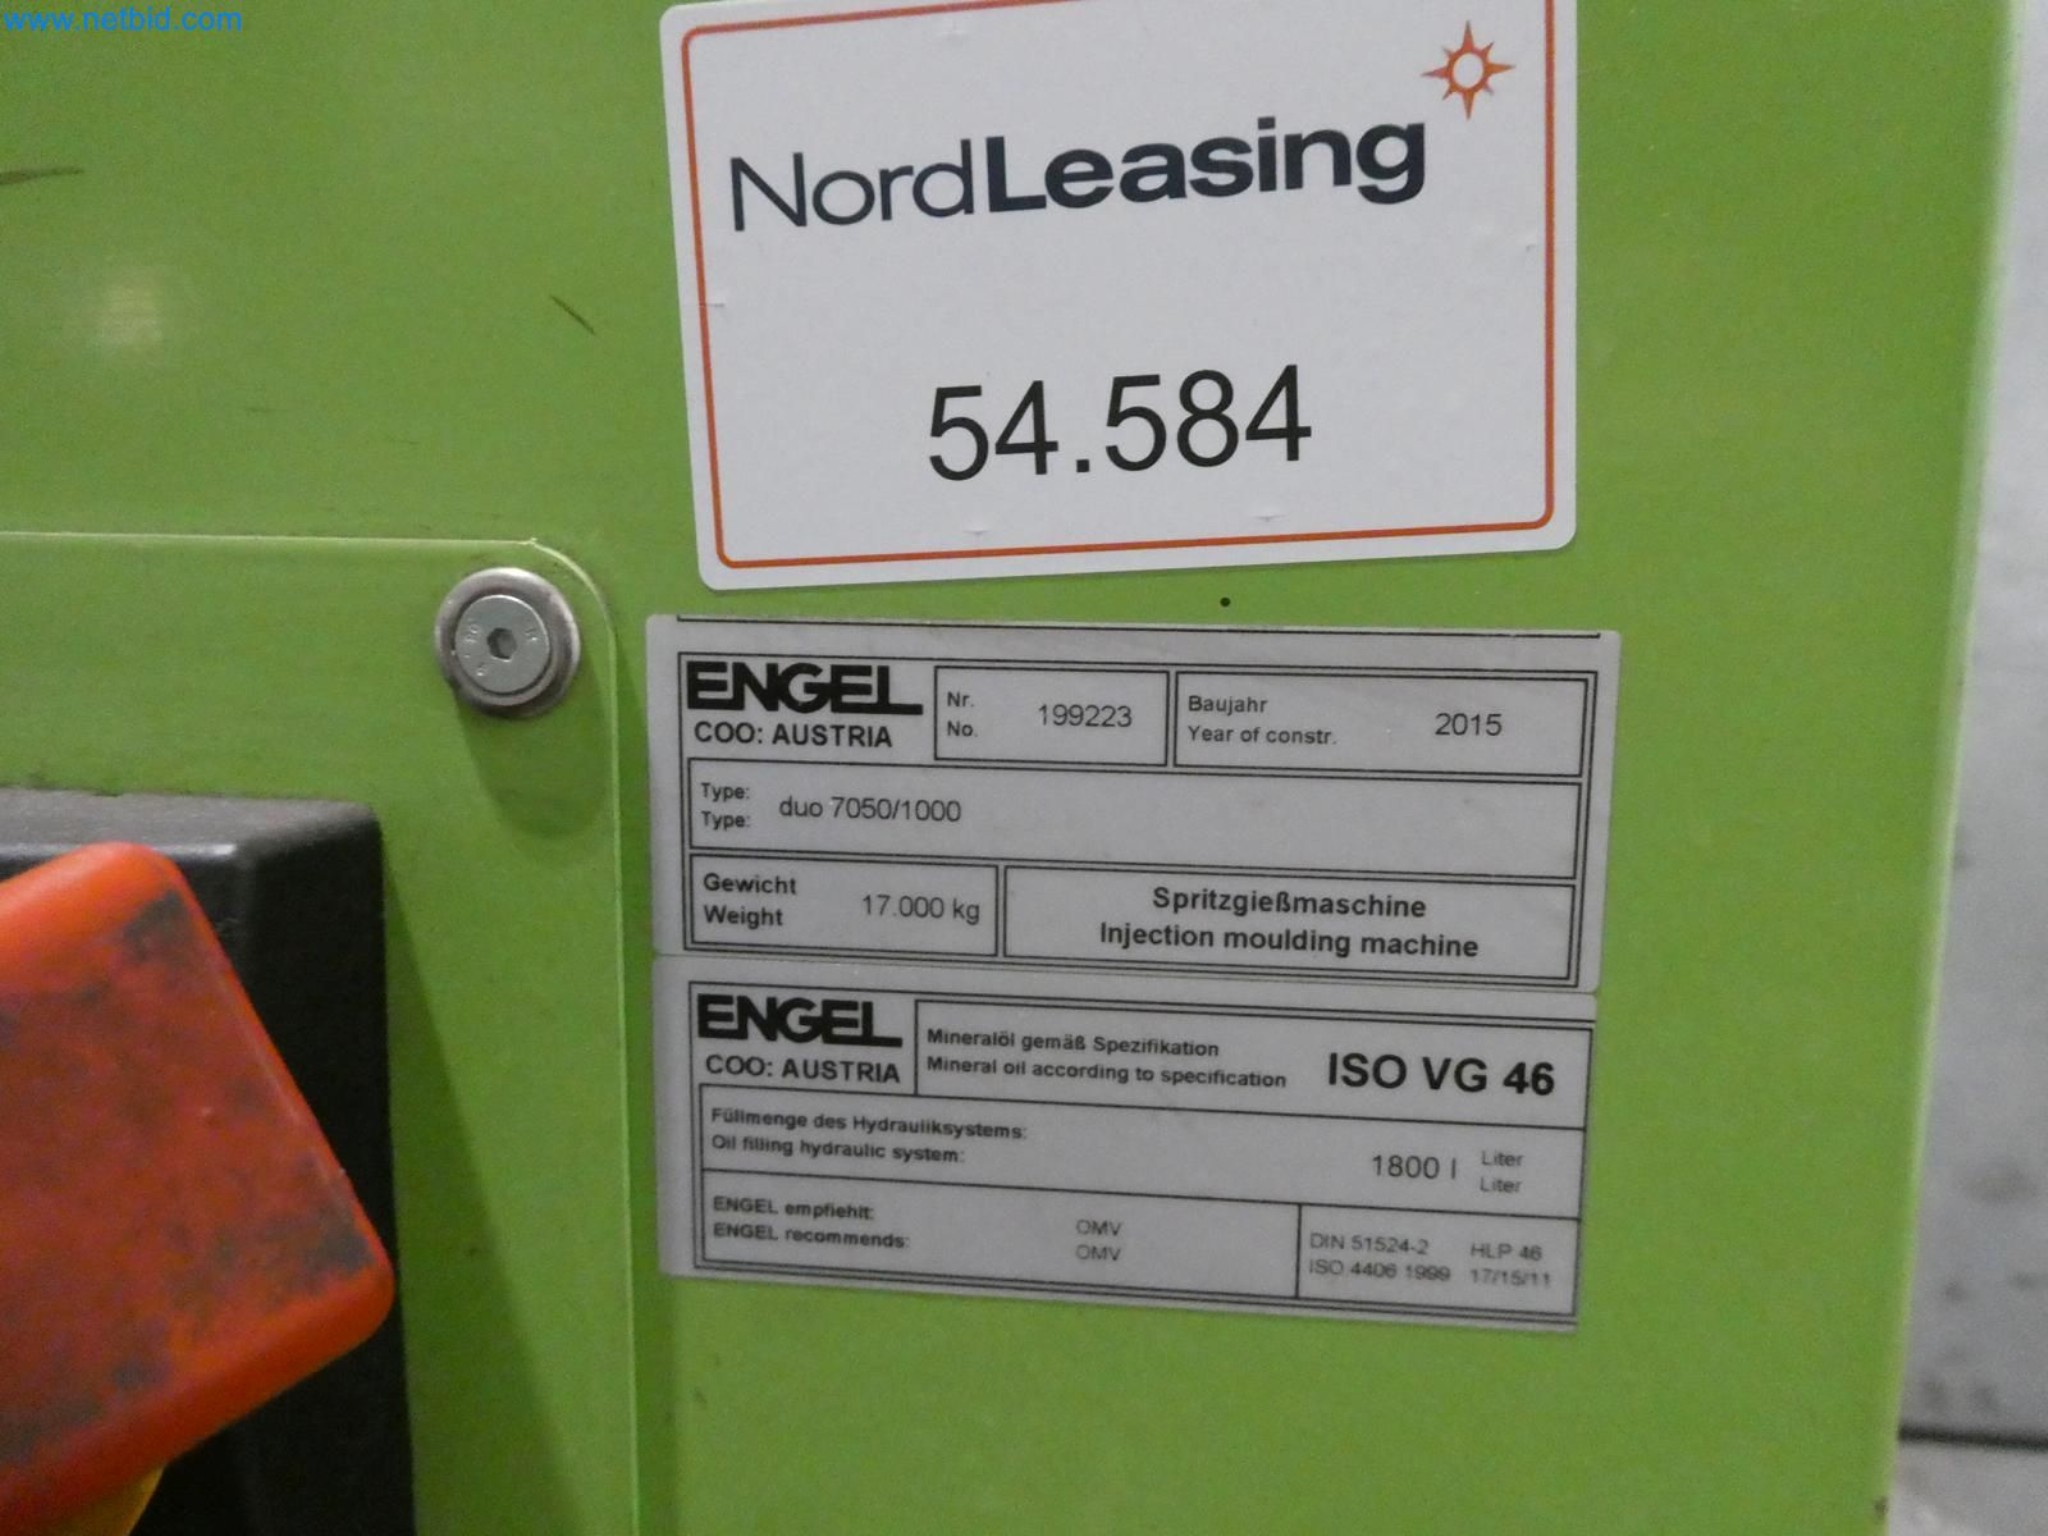 www.netbid.com
NordLeasing
54.584
ENGEL
COO: AUSTRIA
Nr.
No.
199223
Baujahr
Year of constr.
2015
Type:
Type:
duo 7050/1000
Gewicht
Weight
17.000 kg
Spritzgießmaschine
Injection moulding machine
ENGEL
COO: AUSTRIA
Mineralöl gemäß Spezifikation
Mineral oil according to specification
ISO VG 46
Füllmenge des Hydrauliksystems:
Oil filling hydraulic system:
1800 l
Liter
Liter
ENGEL empfiehlt:
ENGEL recommends:
OMV
OMV
DIN 51524-2 HLP 46
ISO 4406 1999 17/15/11